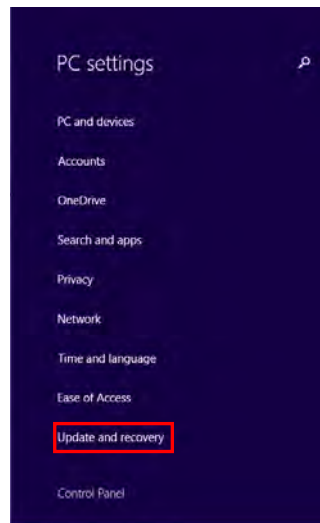 PC settings
PC and devices
Accounts
OneDrive
Search and apps
Privacy
Network
Time and language
Ease of Access
Update and recovery
Control Panel